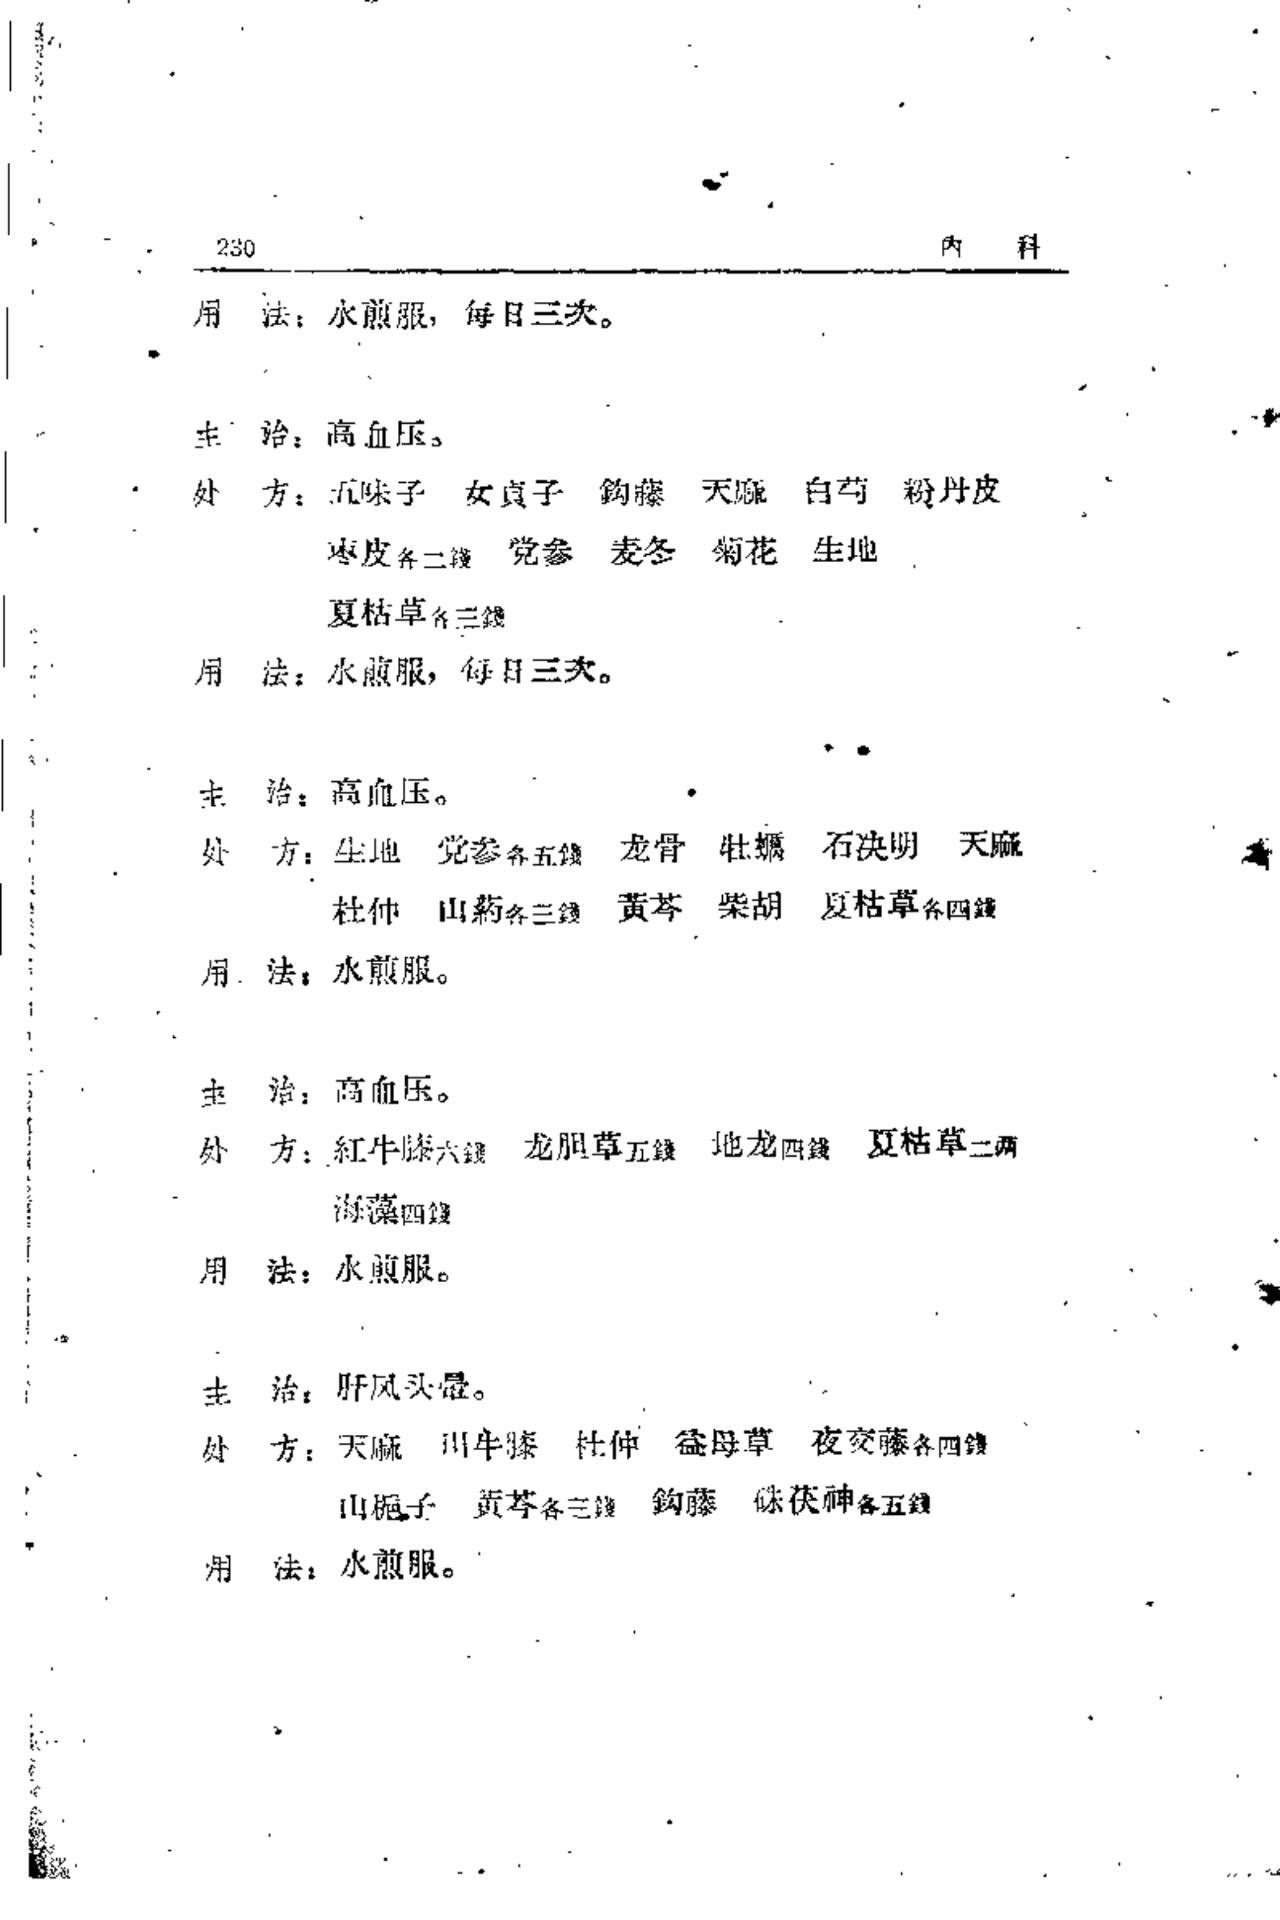 230 内 科
用 法：水煎服，每日三次。
主 治：高血压。
处 方：五味子 女貞子 鈎藤 天麻 白芍 粉丹皮
枣皮各二錢 党参 麦冬 菊花 生地
夏枯草各三錢
用 法：水煎服，每日三次。
主 治：高血压。
处 方：生地 党参各五錢 龙骨 牡蠣 石决明 天麻
杜仲 山葯各三錢 黄芩 柴胡 夏枯草各四錢
用 法：水煎服。
主 治：高血压。
处 方：紅牛膝六錢 龙胆草五錢 地龙四錢 夏枯草二两
海藻四錢
用 法：水煎服。
主 治：肝风头晕。
处 方：天麻 川牛膝 杜仲 益母草 夜交藤各四錢
山梔子 黄芩各三錢 鈎藤 硃茯神各五錢
用 法：水煎服。